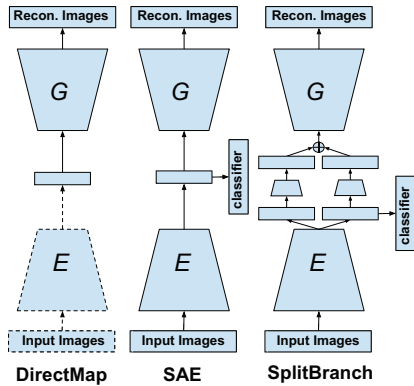 Recon. Images
Recon. Images
Recon. Images
G
G
G
classifier
classifier
E
E
E
Input Images
Input Images
Input Images
DirectMap
SAE
SplitBranch